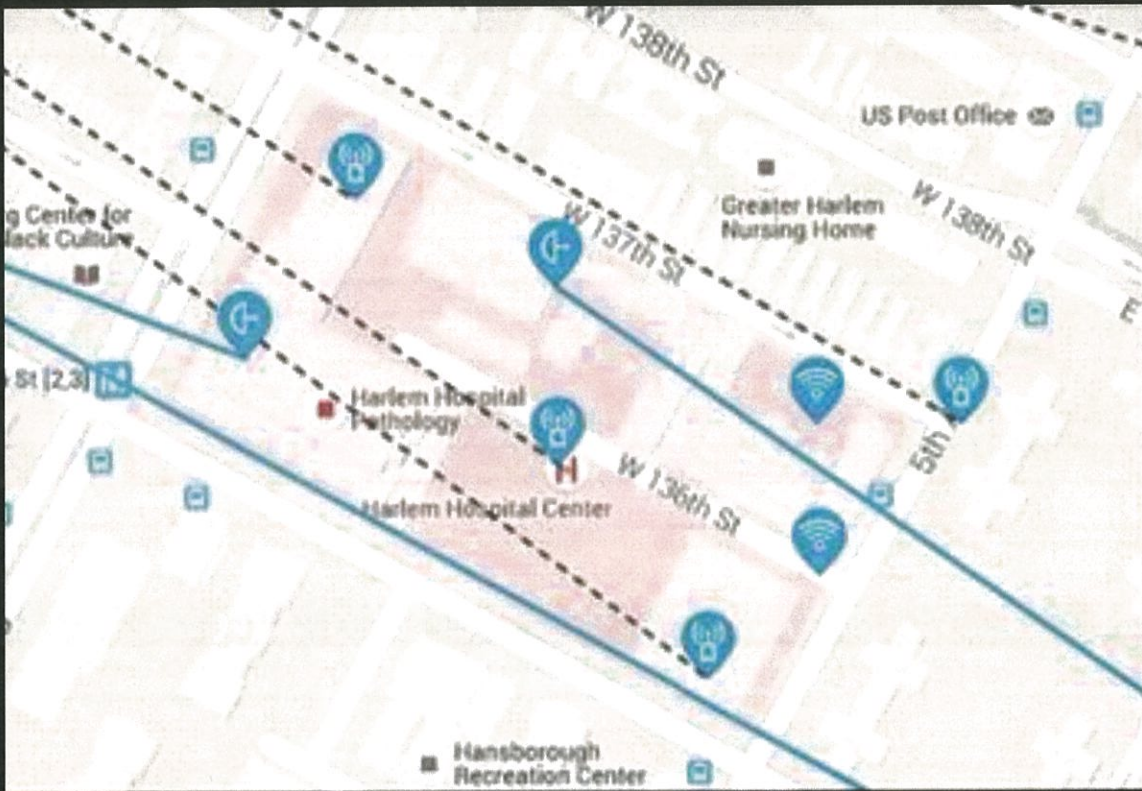 W 138th St
US Post Office
Greater Harlem
Nursing Home
W 138th St
g Center for
lack Culture
W 137th St
E
St [2,3]
Harlem Hospital
Pathology
5th
H
W 136th St
Harlem Hospital Center
Hansborough
Recreation Center